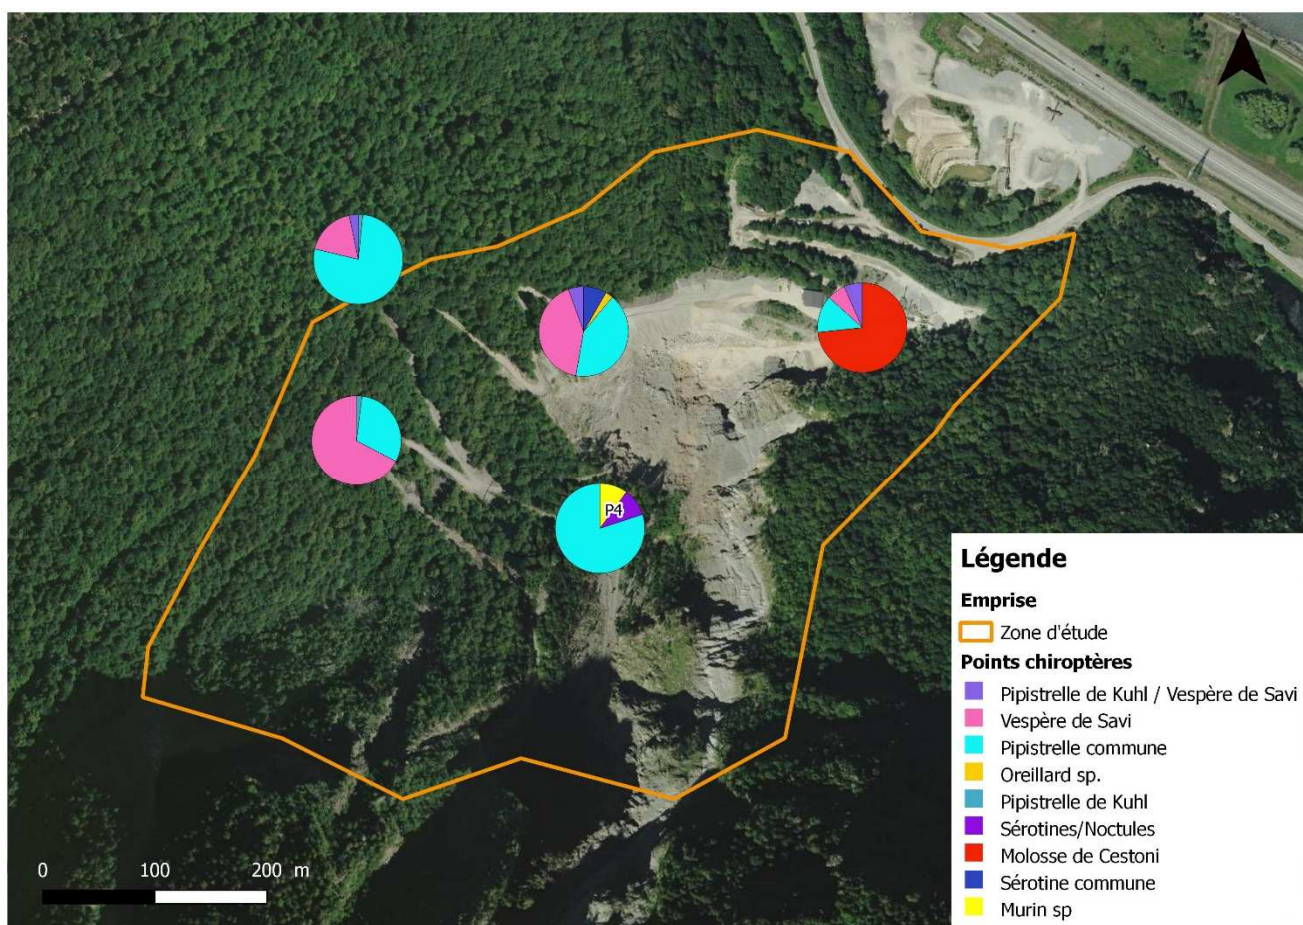 P4
Légende
Emprise
Zone d'étude
Points chiroptères
Pipistrelle de Kuhl / Vespère de Savi
Vespère de Savi
Pipistrelle commune
Oreillard sp.
Pipistrelle de Kuhl
Sérotines/Noctules
Molosse de Cestoni
Sérotine commune
Murin sp
0 100 200 m